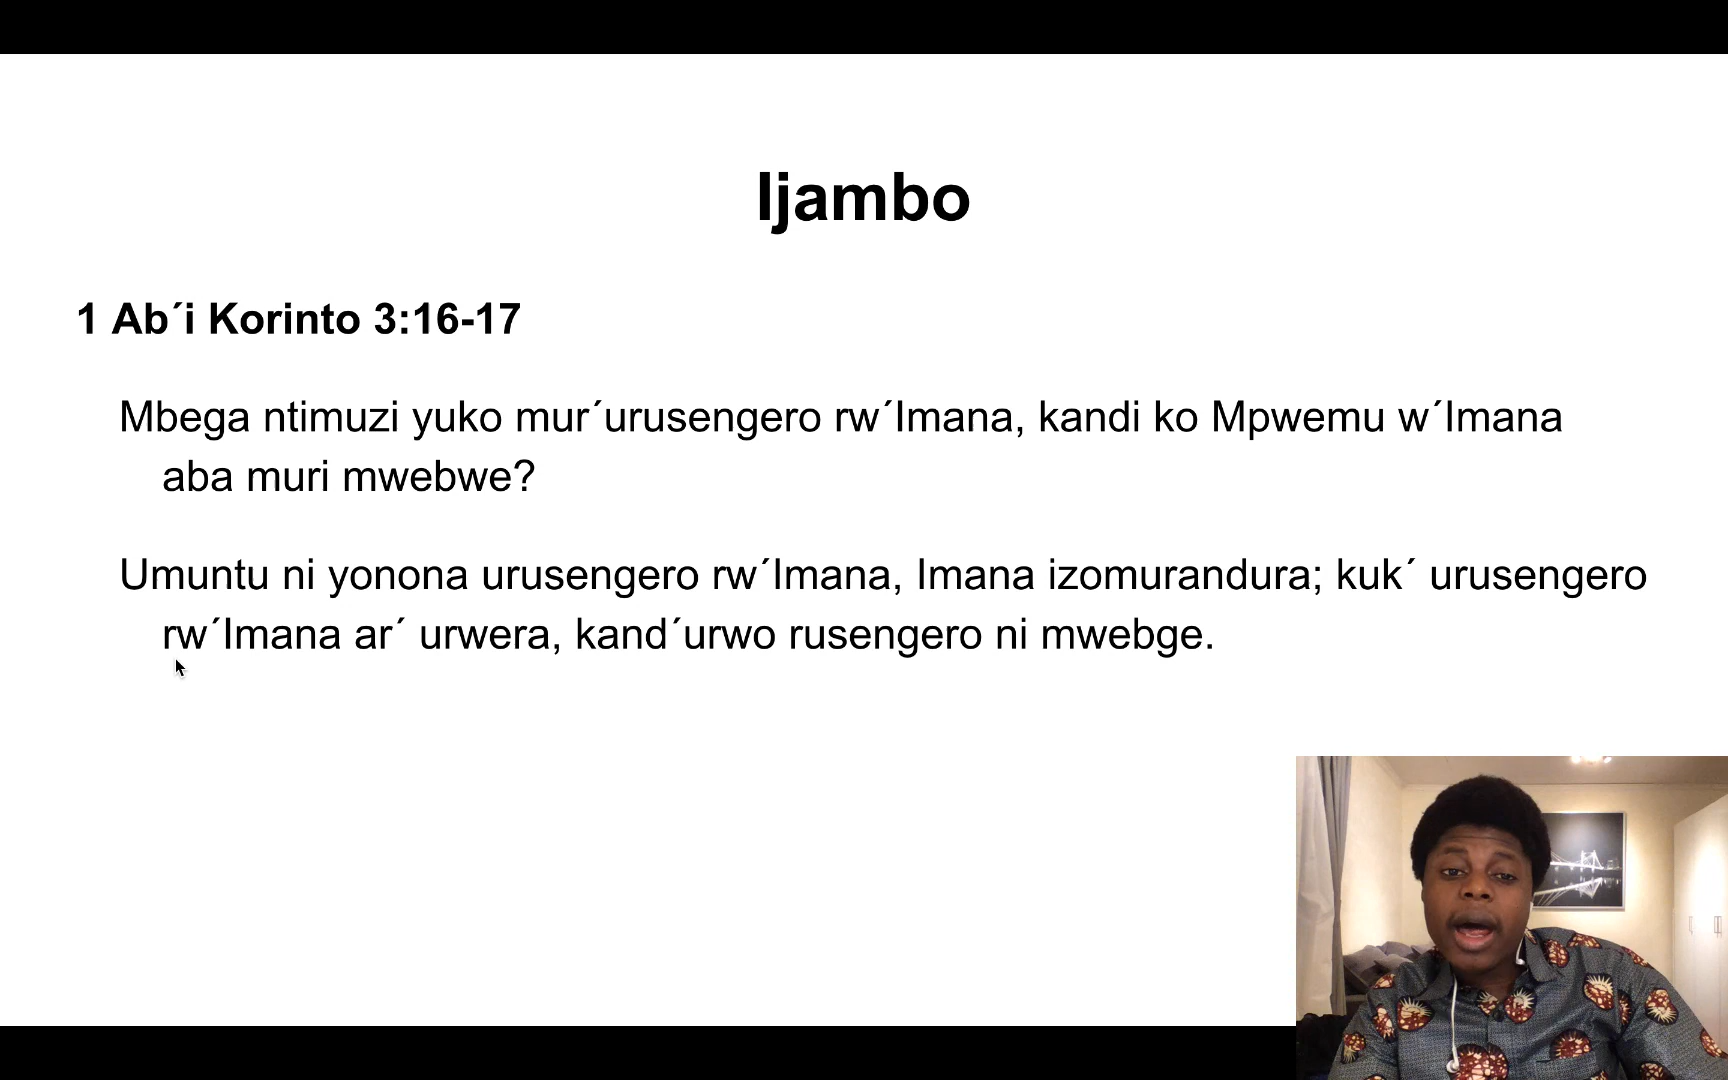 Ijambo
1 Ab´i Korinto 3:16-17
Mbega ntimuzi yuko mur´urusengero rw´Imana, kandi ko Mpwemu w´Imana
aba muri mwebwe?
Umuntu ni yonona urusengero rw´Imana, Imana izomurandura; kuk´ urusengero
rw´Imana ar´ urwera, kand´urwo rusengero ni mwebge.